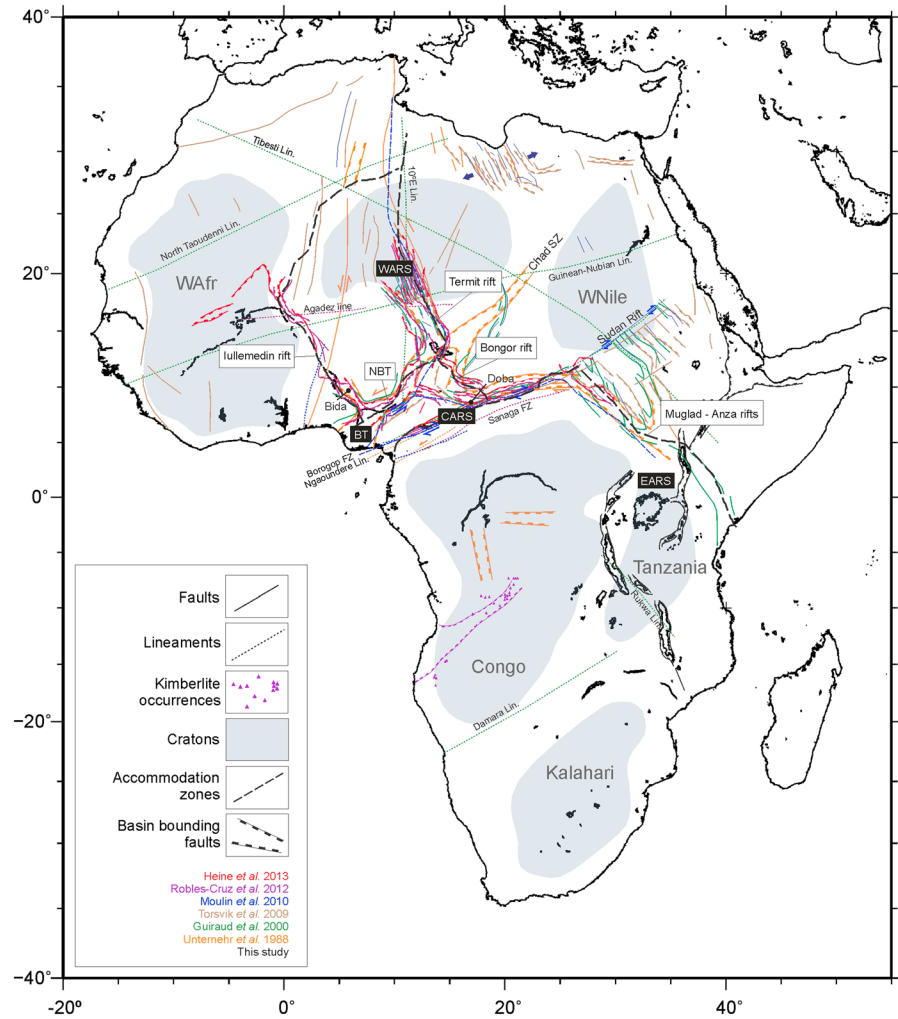 40°
20°
0°
−20°
−40°
-20
0°
20°
40°
Tibesti Lin.
10°E Lin.
North Taoudenni Lin.
WAfr
WARS
Termit rift
Chad SZ
Guinean-Nubian Lin.
WNile
Agadez line
Sudan Rift
Iullemedin rift
Bongor rift
NBT
Doba
Bida
CARS
Sanaga FZ
Muglad - Anza rifts
BT
Borogop FZ
Ngaoundere Lin.
EARS
Tanzania
Rukwa Lin.
Congo
Damara Lin.
Kalahari
Faults
Lineaments
Kimberlite
occurrences
Cratons
Accommodation
zones
Basin bounding
faults
Heine et al. 2013
Robles-Cruz et al. 2012
Moulin et al. 2010
Torsvik et al. 2009
Guiraud et al. 2000
Unternehr et al. 1988
This study